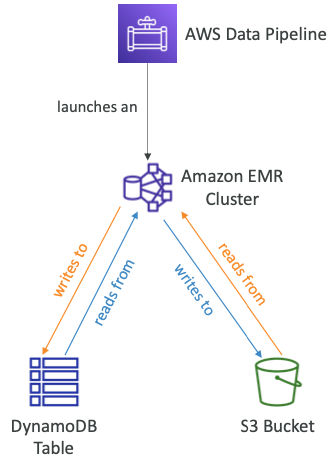 AWS Data Pipeline
launches an
Amazon EMR
Cluster
writes to
reads from
writes to
reads from
DynamoDB
Table
S3 Bucket